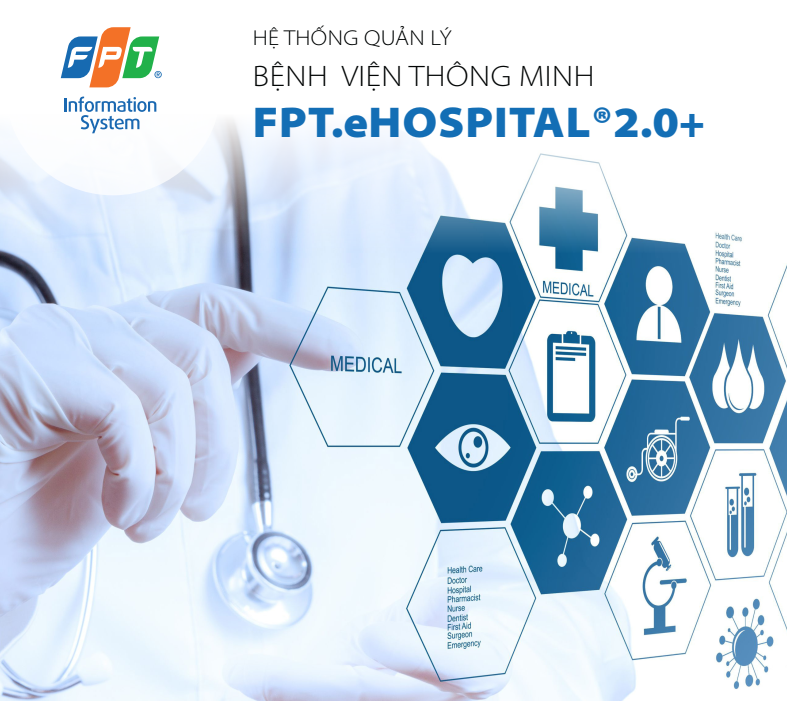 FPT®
Information
System
HỆ THỐNG QUẢN LÝ
BỆNH VIỆN THÔNG MINH
FPT.eHOSPITAL®2.0+
MEDICAL
MEDICAL
Health Care
Doctor
Hospital
Pharmacist
Nurse
Dentist
First Aid
Surgeon
Emergency
Health Care
Doctor
Hospital
Pharmacist
Nurse
Dentist
First Aid
Surgeon
Emergency